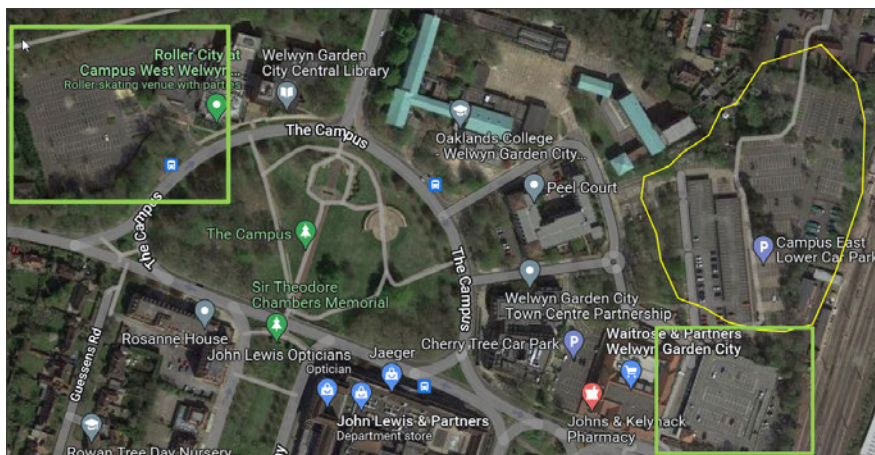 Roller City at
Campus West Welwyn...
Roller skating venue with parties
Welwyn Garden
City Central Library
The Campus
Oaklands College
- Welwyn Garden City...
Peel Court
The Campus
The Campus
The Campus
P
Campus East
Lower Car Park
Sir Theodore
Chambers Memorial
Welwyn Garden City
Town Centre Partnership
Guessens Rd
Rosanne House
John Lewis Opticians
Optician
Jaeger
Cherry Tree Car Park
P
Waitrose & Partners
Welwyn Garden City
John Lewis & Partners
Department store
Johns & Kelynack
Pharmacy
Rowan Tree Day Nursery